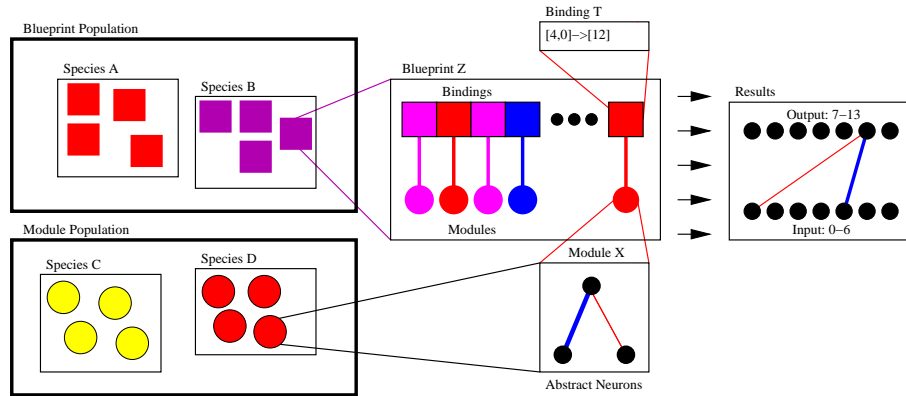 Blueprint Population
Species A
Species B
Binding T
[4,0]−>[12]
Blueprint Z
Bindings
Modules
Results
Output: 7−13
Input: 0−6
Module Population
Species C
Species D
Module X
Abstract Neurons